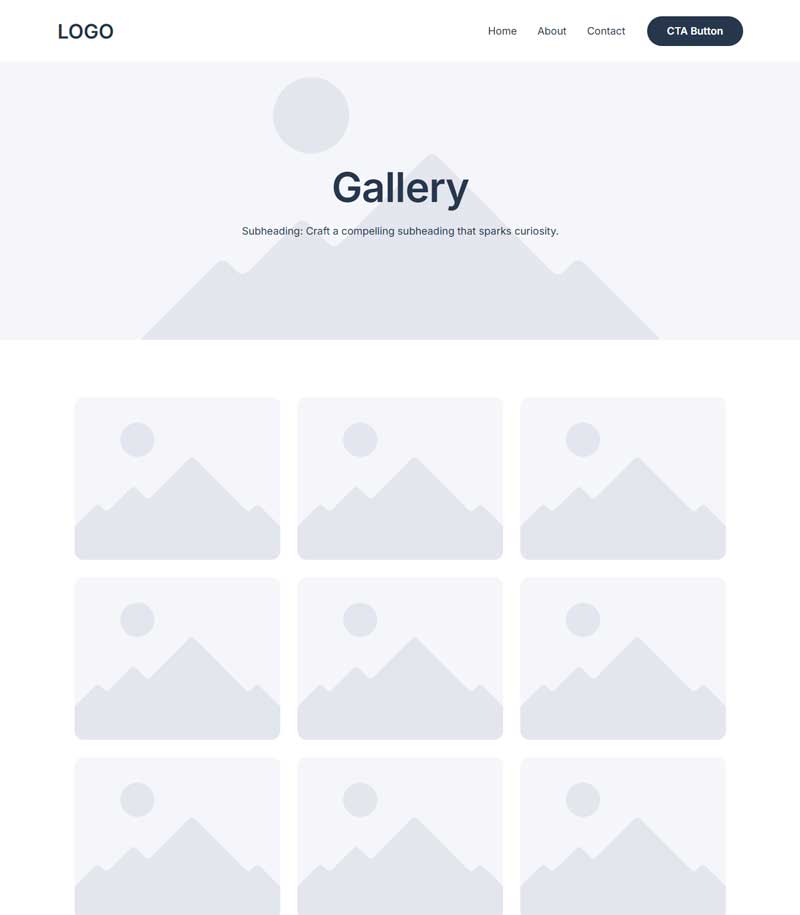 LOGO
Home About Contact CTA Button
Gallery
Subheading: Craft a compelling subheading that sparks curiosity.